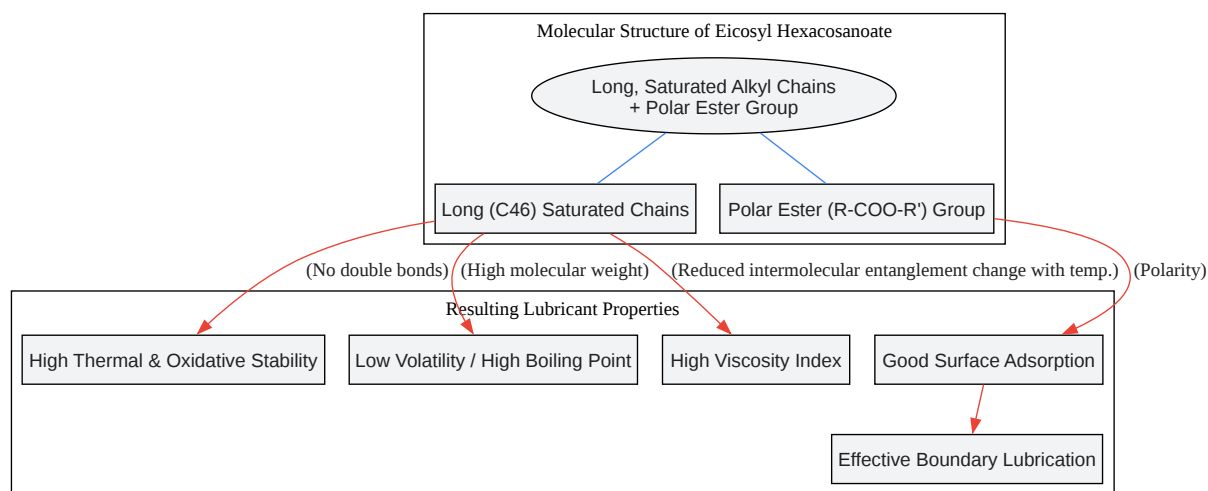 Molecular Structure of Eicosyl Hexacosanoate
Long, Saturated Alkyl Chains
+ Polar Ester Group
Long (C46) Saturated Chains
Polar Ester (R-COO-R') Group
(No double bonds)
(High molecular weight)
(Reduced intermolecular entanglement change with temp.)
(Polarity)
Resulting Lubricant Properties
High Thermal & Oxidative Stability
Low Volatility / High Boiling Point
High Viscosity Index
Good Surface Adsorption
Effective Boundary Lubrication